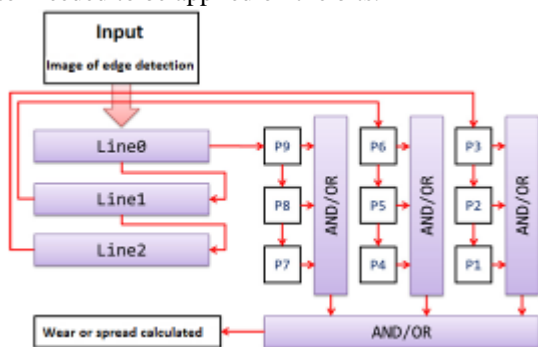 Input
Image of edge detection
Line0
Line1
Line2
P9
P8
P7
AND/OR
P6
P5
P4
AND/OR
P3
P2
P1
AND/OR
Wear or spread calculated
AND/OR